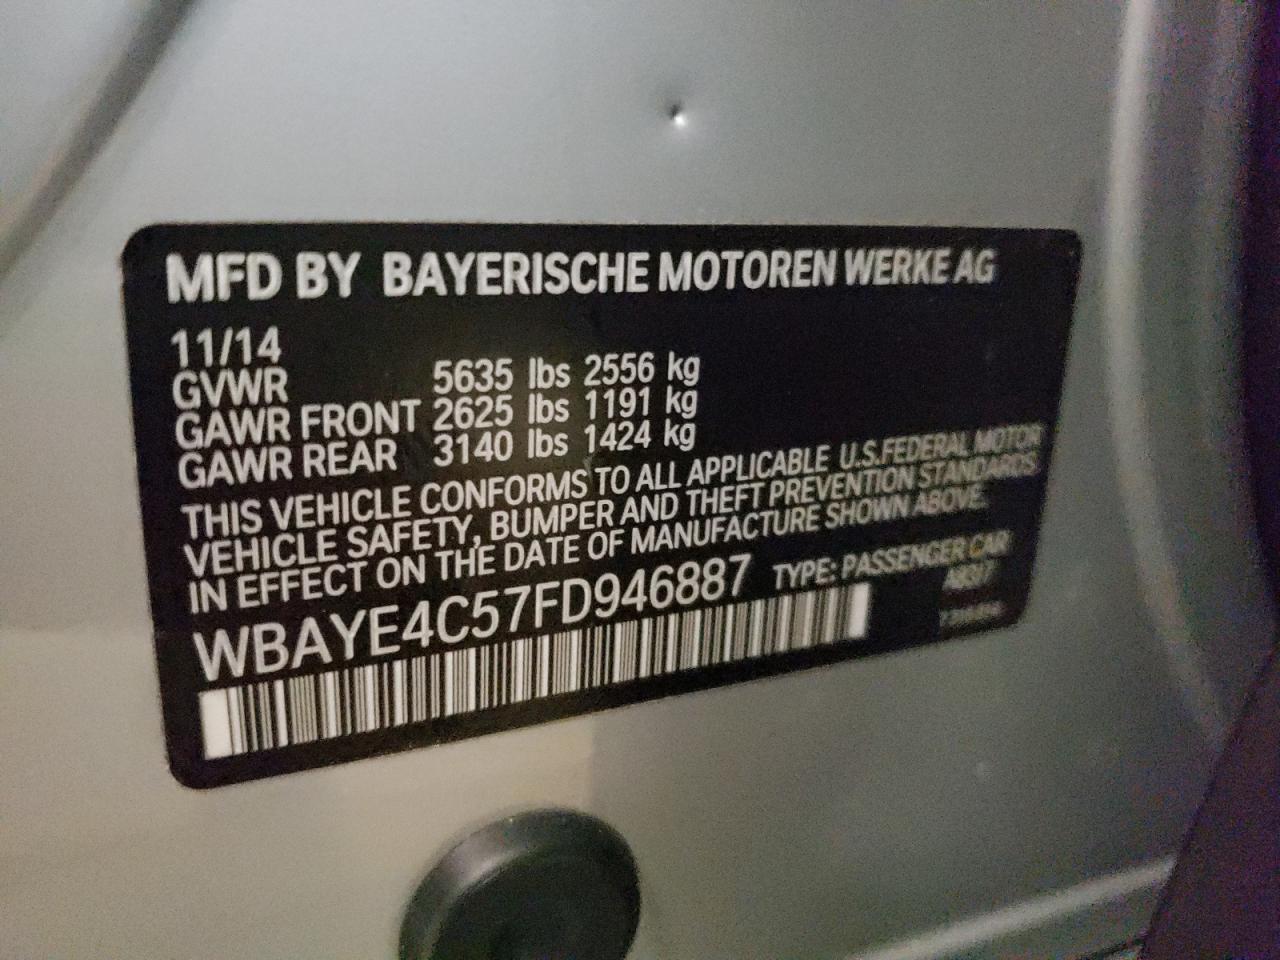 MFD BY BAYERISCHE MOTOREN WERKE AG
11/14
GVWR 5635 lbs 2556 kg
GAWR FRONT 2625 lbs 1191 kg
GAWR REAR 3140 lbs 1424 kg
THIS VEHICLE CONFORMS TO ALL APPLICABLE U.S.FEDERAL MOTOR
VEHICLE SAFETY, BUMPER AND THEFT PREVENTION STANDARDS
IN EFFECT ON THE DATE OF MANUFACTURE SHOWN ABOVE.
WBAYE4C57FD946887 TYPE: PASSENGER CAR